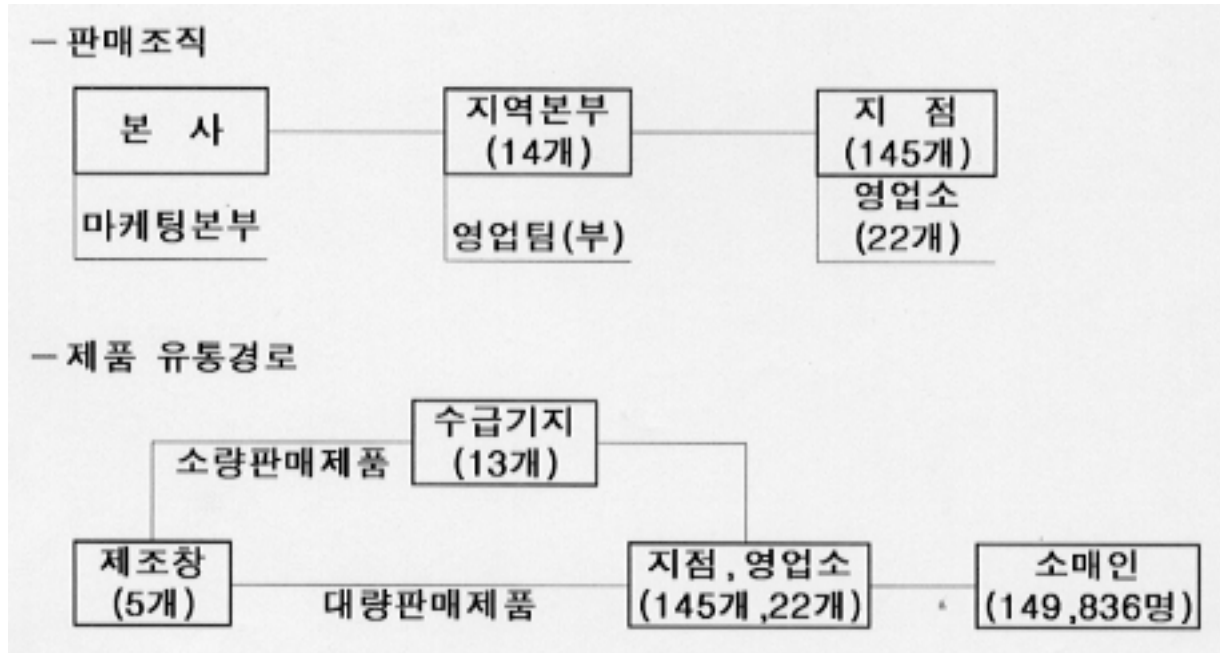 －판매조직
본 사
지역본부
(14개)
지 점
(145개)
마케팅본부
영업팀(부)
영업소
(22개)
－제품 유통경로
수급기지
(13개)
소량판매제품
제조창
(5개)
대량판매제품
지점,영업소
(145개,22개)
소매인
(149,836명)